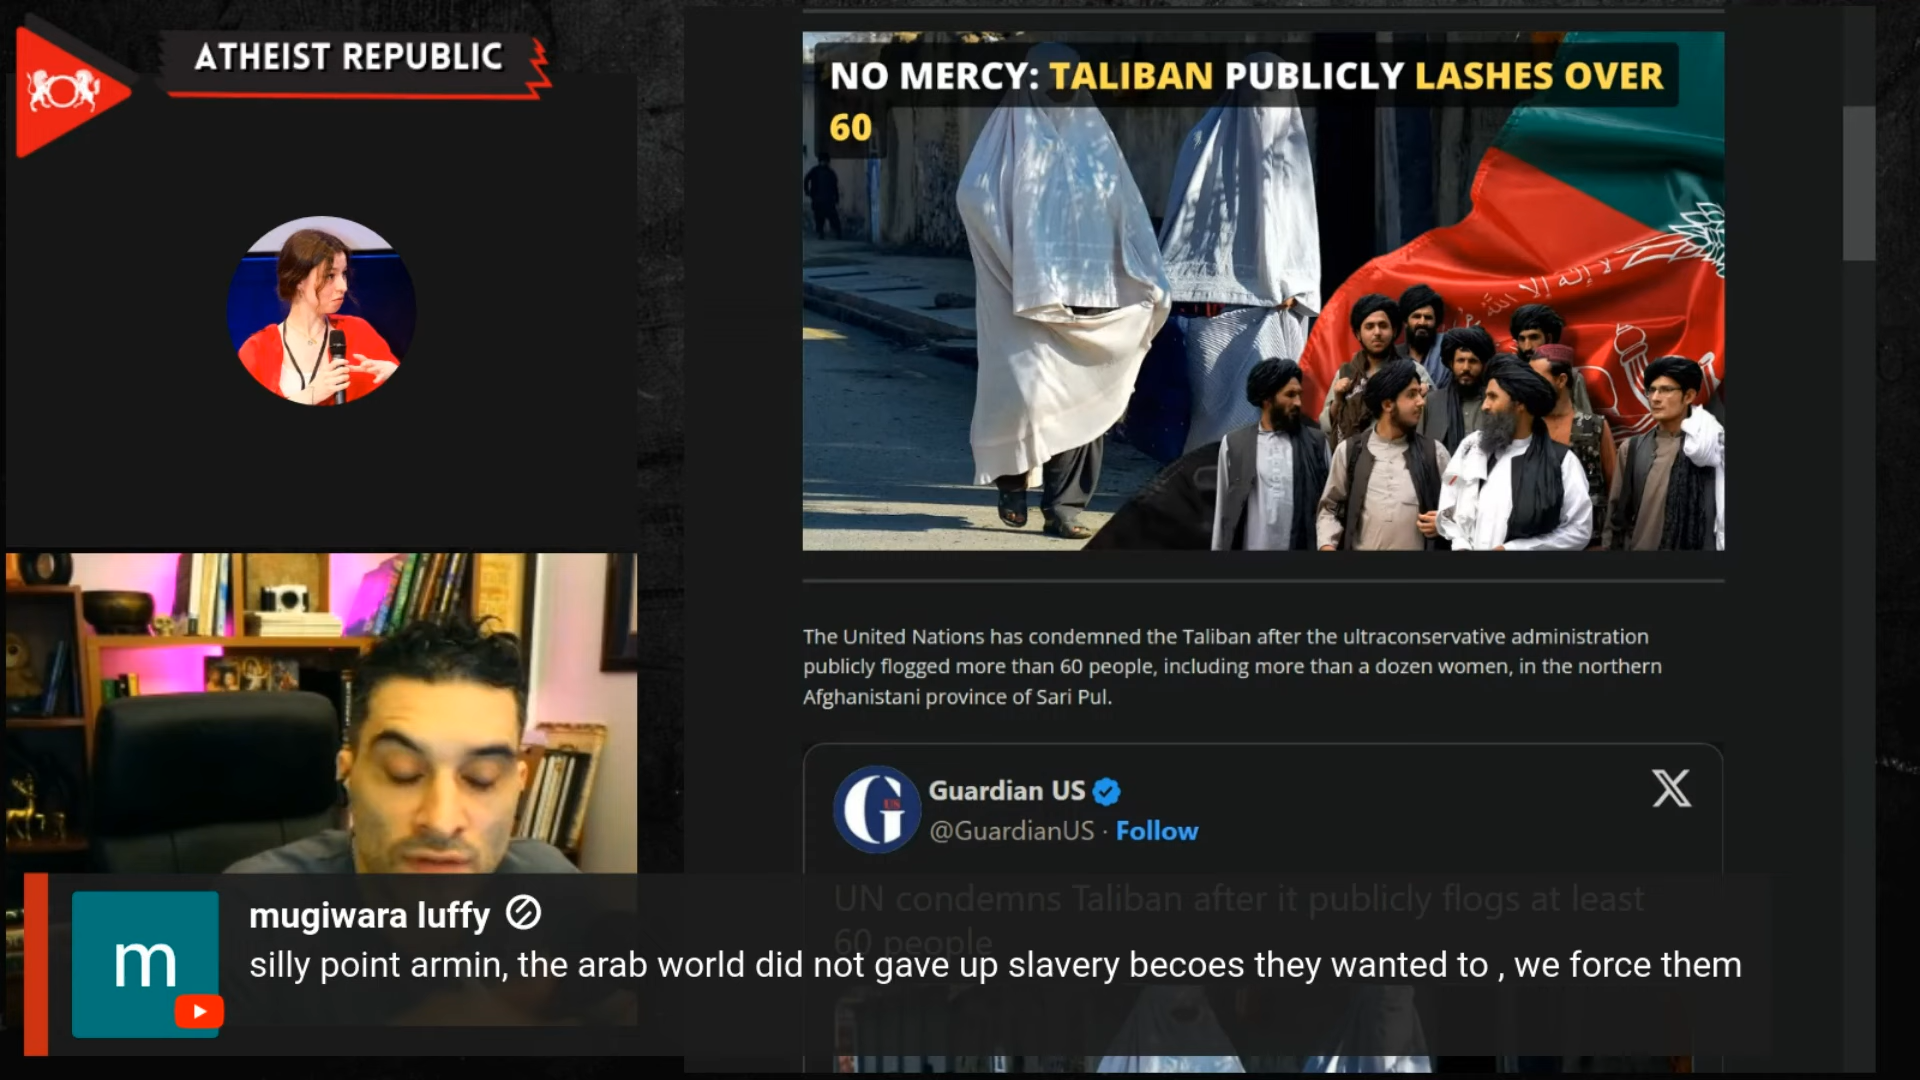 ATHEIST REPUBLIC
NO MERCY: TALIBAN PUBLICLY LASHES OVER
60
The United Nations has condemned the Taliban after the ultraconservative administration
publicly flogged more than 60 people, including more than a dozen women, in the northern
Afghanistani province of Sari Pul.
G US
Guardian US
@GuardianUS · Follow
X
UN condemns Taliban after it publicly flogs at least
60 people
m
mugiwara luffy
silly point armin, the arab world did not gave up slavery becoes they wanted to , we force them